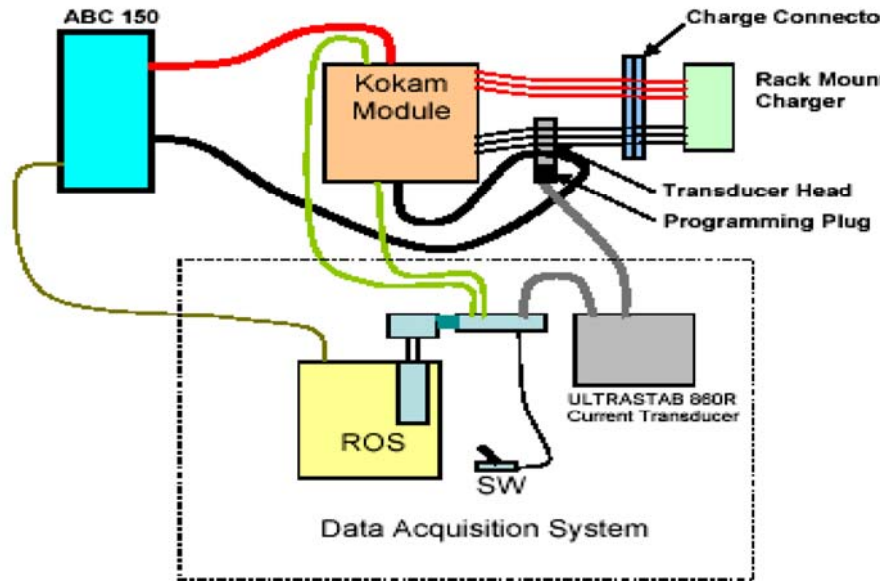 ABC 150
Charge Connecto
Kokam
Module
Rack Moun
Charger
Transducer Head
Programming Plug
ULTRASTAB 860R
Current Transducer
ROS
SW
Data Acquisition System